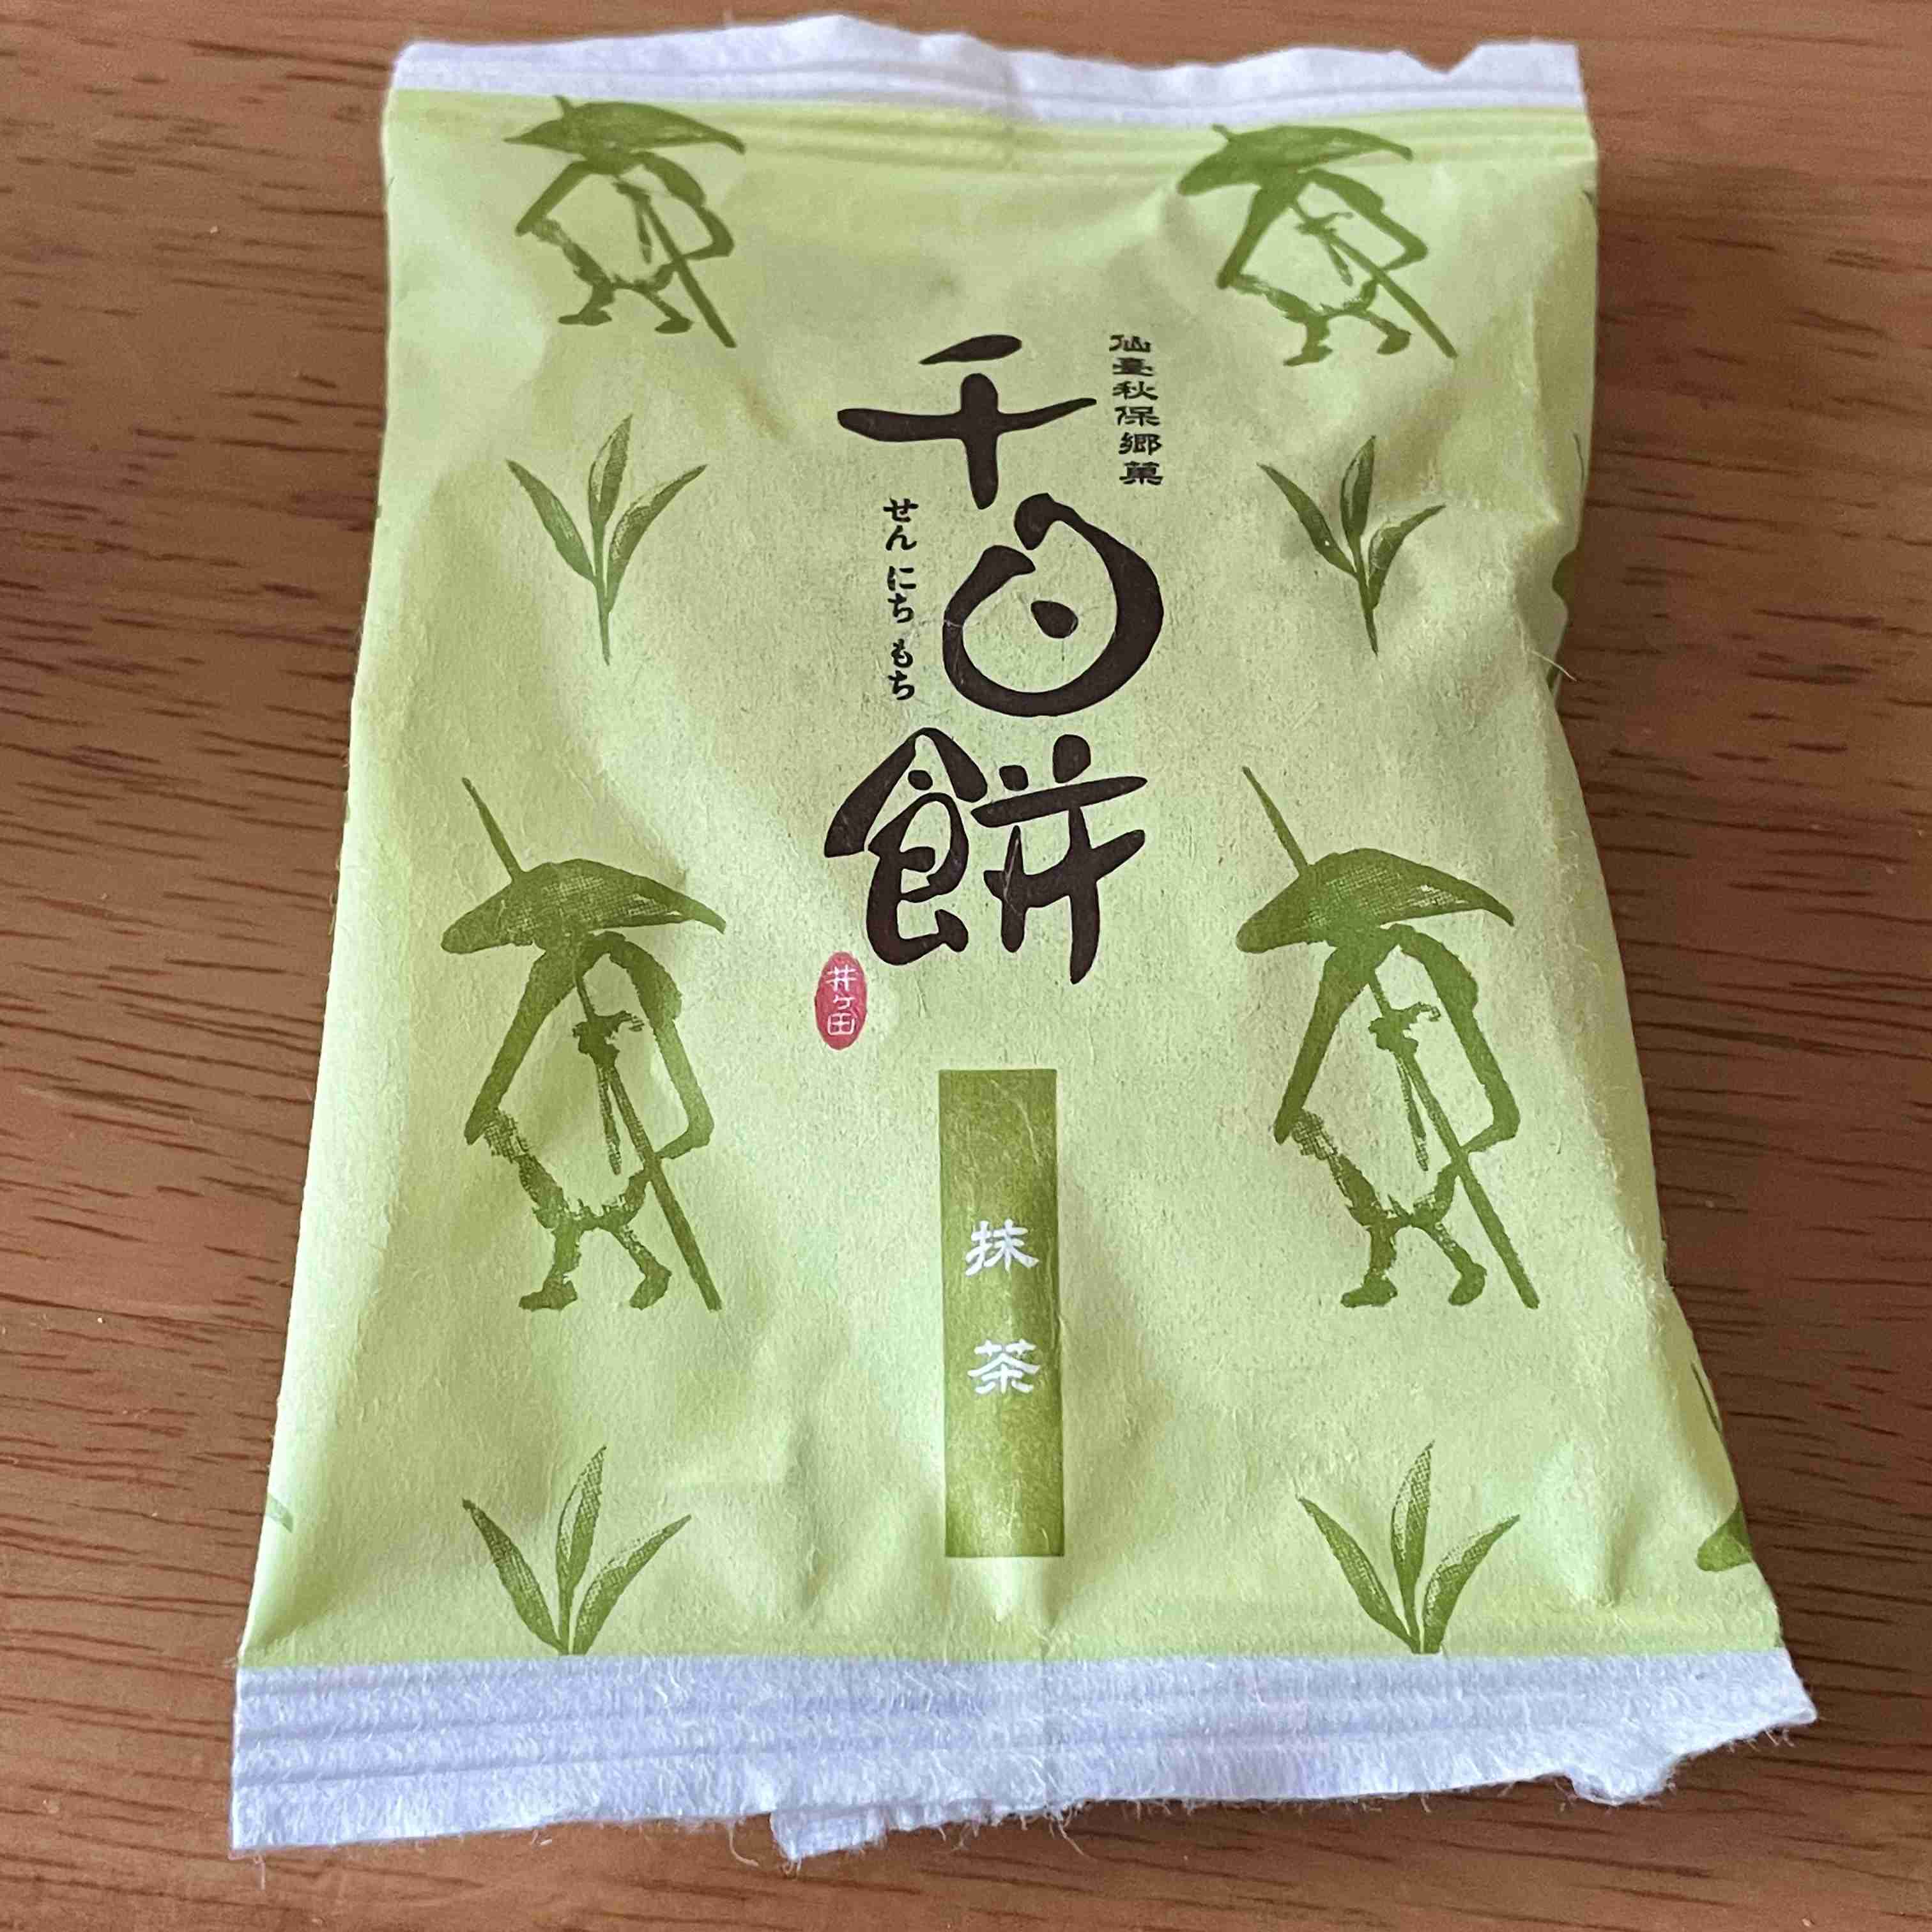 仙臺秋保郷菓
千日餅
せんにちもち
井ヶ田
抹茶